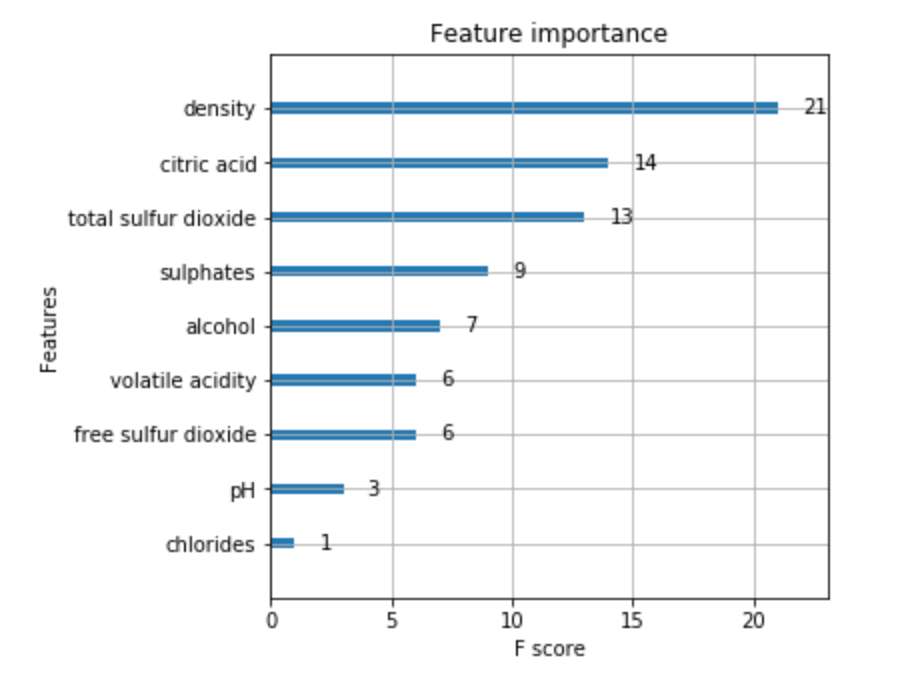 Feature importance
density 21
citric acid 14
total sulfur dioxide 13
sulphates 9
alcohol 7
volatile acidity 6
free sulfur dioxide 6
pH 3
chlorides 1
Features
0 5 10 15 20
F score